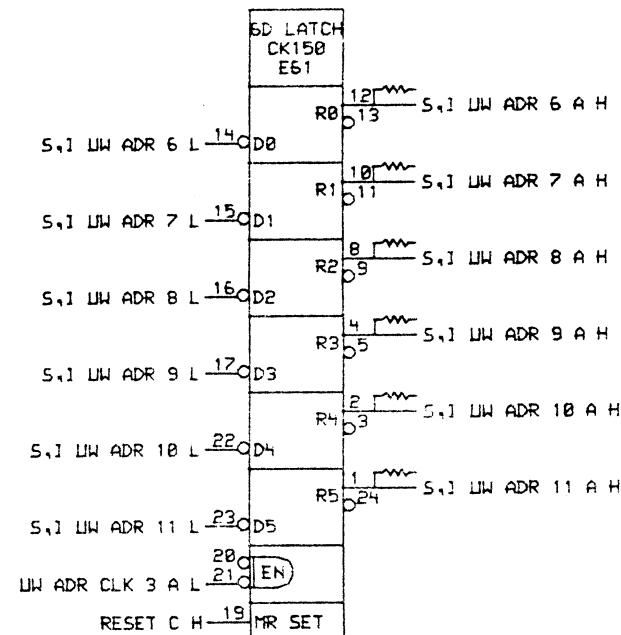 6D LATCH
CK150
E61
R0 12 S,I UW ADR 6 A H
13
S,I UW ADR 6 L 14 D0
R1 10 S,I UW ADR 7 A H
11
S,I UW ADR 7 L 15 D1
R2 8 S,I UW ADR 8 A H
9
S,I UW ADR 8 L 16 D2
R3 4 S,I UW ADR 9 A H
5
S,I UW ADR 9 L 17 D3
R4 2 S,I UW ADR 10 A H
3
S,I UW ADR 10 L 22 D4
R5 1 S,I UW ADR 11 A H
24
S,I UW ADR 11 L 23 D5
20
UW ADR CLK 3 A L 21 EN
RESET C H 19 MR SET